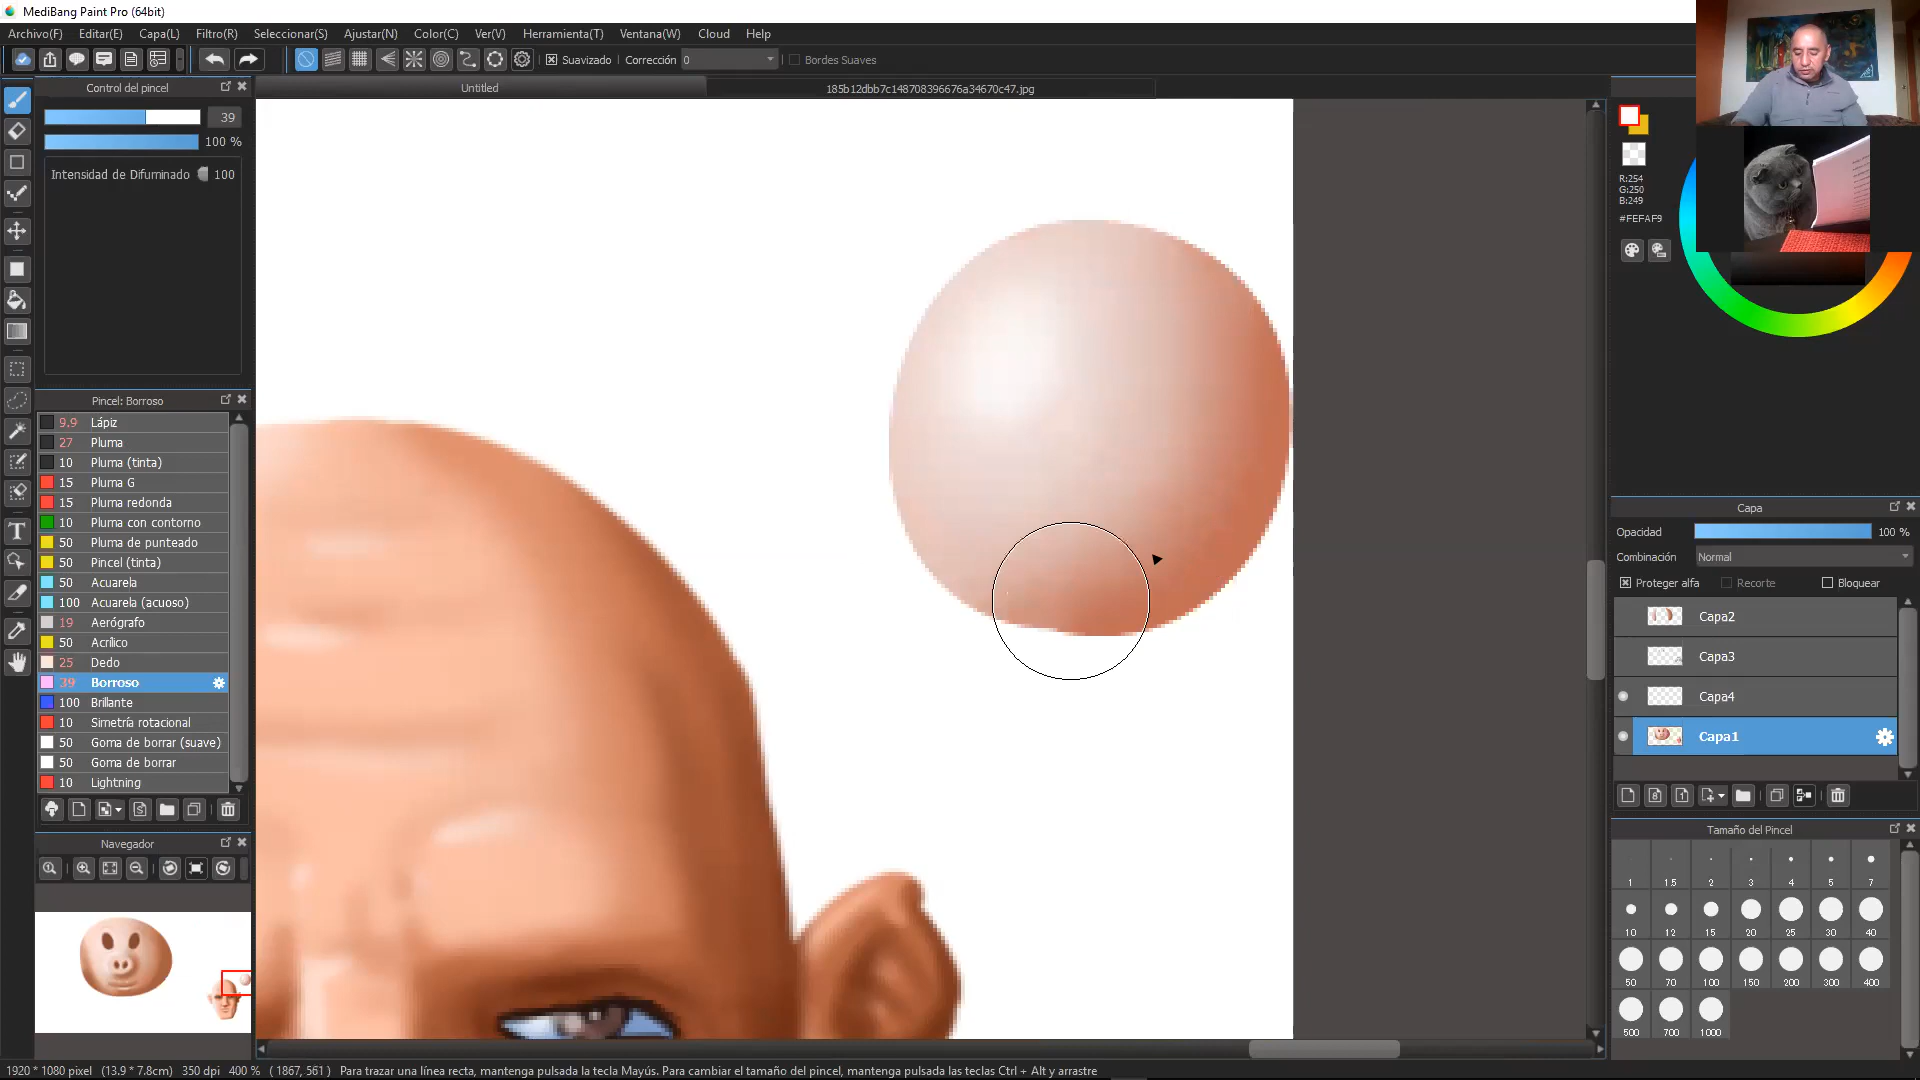 MediBang Paint Pro (64bit)
Archivo(F) Editar(E) Capa(L) Filtro(R) Seleccionar(S) Ajustar(N) Color(C) Ver(V) Herramienta(T) Ventana(W) Cloud Help
Suavizado Corrección 0 Bordes Suaves
Control del pincel
Untitled
185b12dbb7c148708396676a34670c47.jpg
39
100 %
Intensidad de Difuminado 100
R:254
G:250
B:249
#FEFAF9
Pincel: Borroso
9.9 Lápiz
27 Pluma
10 Pluma (tinta)
15 Pluma G
15 Pluma redonda
10 Pluma con contorno
50 Pluma de punteado
50 Pincel (tinta)
50 Acuarela
100 Acuarela (acuoso)
19 Aerógrafo
50 Acrílico
25 Dedo
39 Borroso
100 Brillante
10 Simetría rotacional
50 Goma de borrar (suave)
50 Goma de borrar
10 Lightning
Capa
Opacidad 100 %
Combinación Normal
Proteger alfa Recorte Bloquear
Capa2
Capa3
Capa4
Capa1
Navegador
Tamaño del Pincel
1 1.5 2 3 4 5 7
10 12 15 20 25 30 40
50 70 100 150 200 300 400
500 700 1000
1920 * 1080 pixel (13.9 * 7.8cm) 350 dpi 400 % ( 1867, 561 ) Para trazar una línea recta, mantenga pulsada la tecla Mayús. Para cambiar el tamaño del pincel, mantenga pulsada las teclas Ctrl + Alt y arrastre